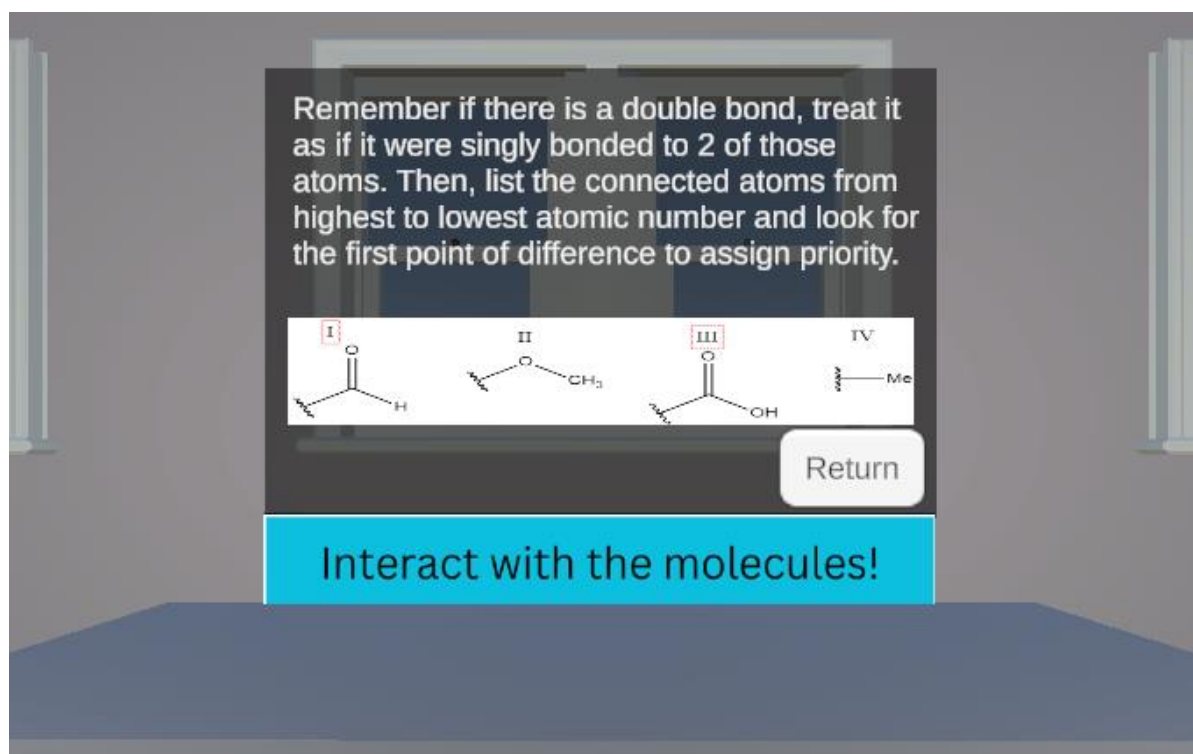 Remember if there is a double bond, treat it
as if it were singly bonded to 2 of those
atoms. Then, list the connected atoms from
highest to lowest atomic number and look for
the first point of difference to assign priority.
I II III IV
O O O Me
H CH3 OH
Return
Interact with the molecules!